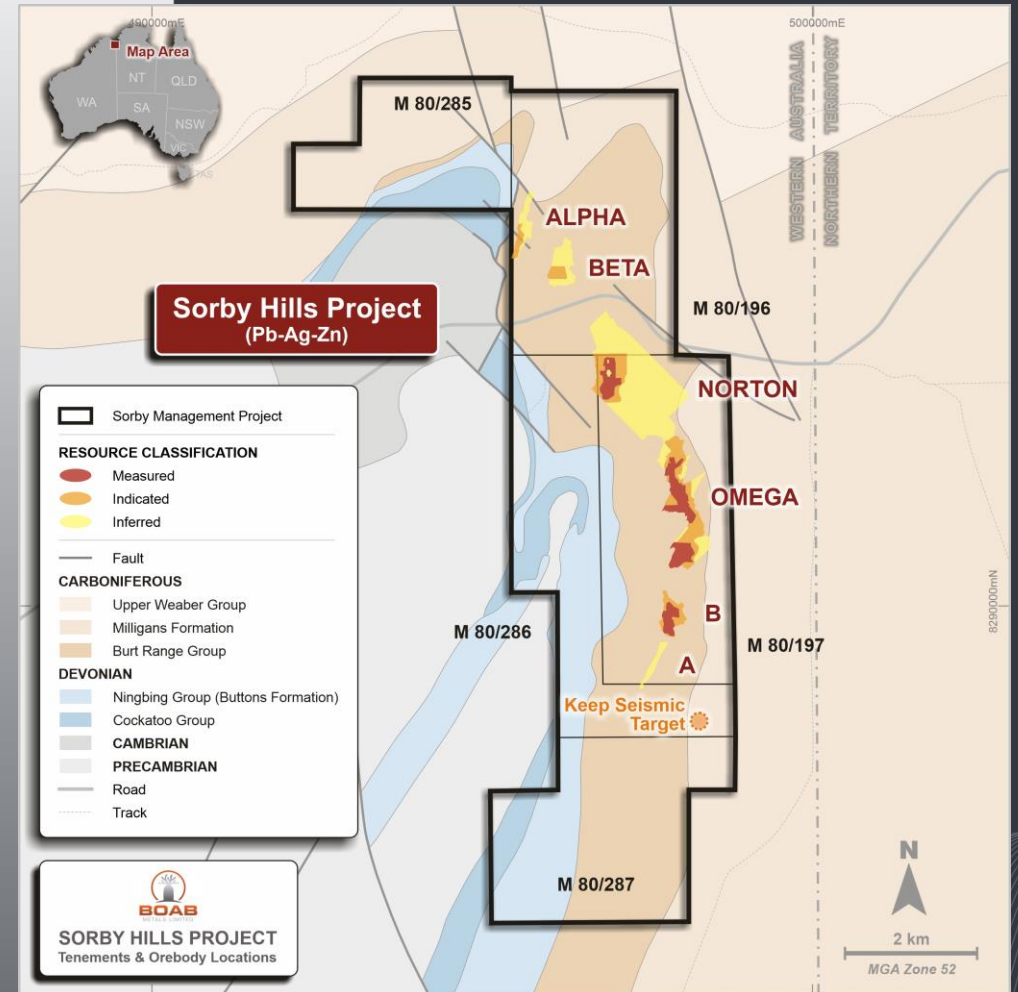 490000mE
500000mE
Map Area
NT
QLD
WA
SA
NSW
VIC
TAS
WESTERN AUSTRALIA
NORTHERN TERRITORY
M 80/285
ALPHA
BETA
Sorby Hills Project
(Pb-Ag-Zn)
M 80/196
NORTON
OMEGA
B
A
M 80/286
M 80/197
8290000mN
Keep Seismic
Target
M 80/287
Sorby Management Project
RESOURCE CLASSIFICATION
Measured
Indicated
Inferred
Fault
CARBONIFEROUS
Upper Weaber Group
Milligans Formation
Burt Range Group
DEVONIAN
Ningbing Group (Buttons Formation)
Cockatoo Group
CAMBRIAN
PRECAMBRIAN
Road
Track
BOAB
METALS LIMITED
SORBY HILLS PROJECT
Tenements & Orebody Locations
N
2 km
MGA Zone 52